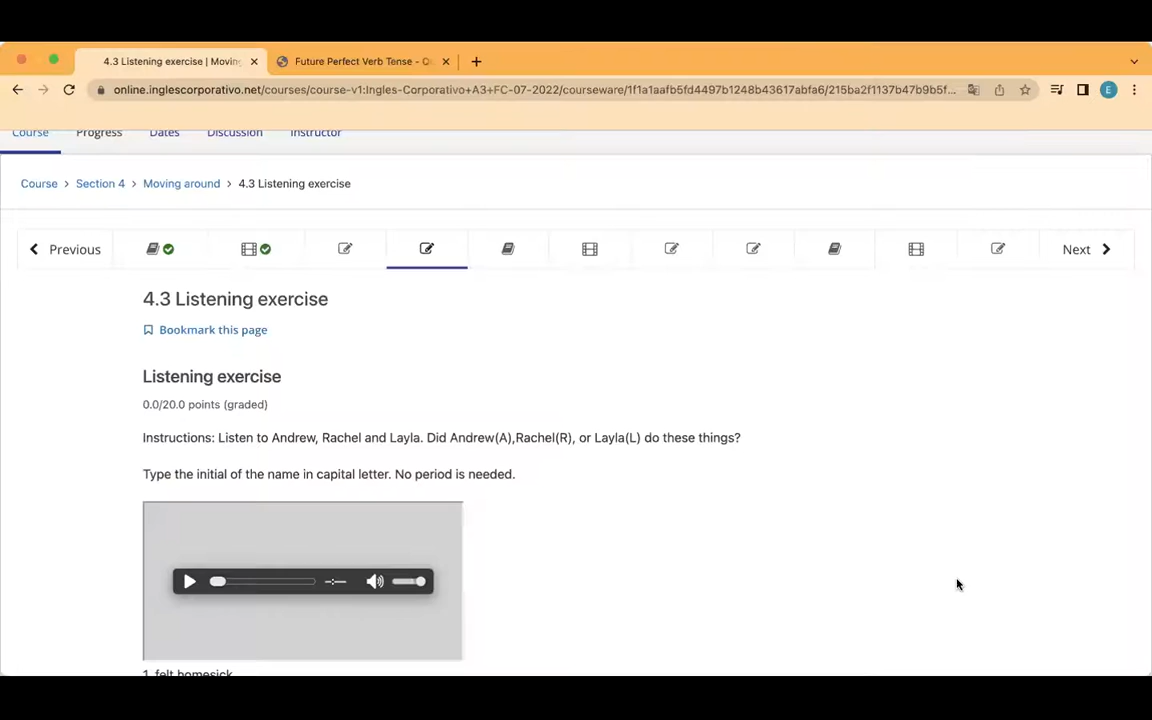 4.3 Listening exercise | Moving
Future Perfect Verb Tense - Q
online.inglescorporativo.net/courses/course-v1:Ingles-Corporativo+A3+FC-07-2022/courseware/1f1a1aafb5fd4497b1248b43617abfa6/215ba2f1137b47b9b5f...
E
Course Progress Dates Discussion Instructor
Course > Section 4 > Moving around > 4.3 Listening exercise
Previous
Next
4.3 Listening exercise
Bookmark this page
Listening exercise
0.0/20.0 points (graded)
Instructions: Listen to Andrew, Rachel and Layla. Did Andrew(A),Rachel(R), or Layla(L) do these things?
Type the initial of the name in capital letter. No period is needed.
-:--
1. felt homesick